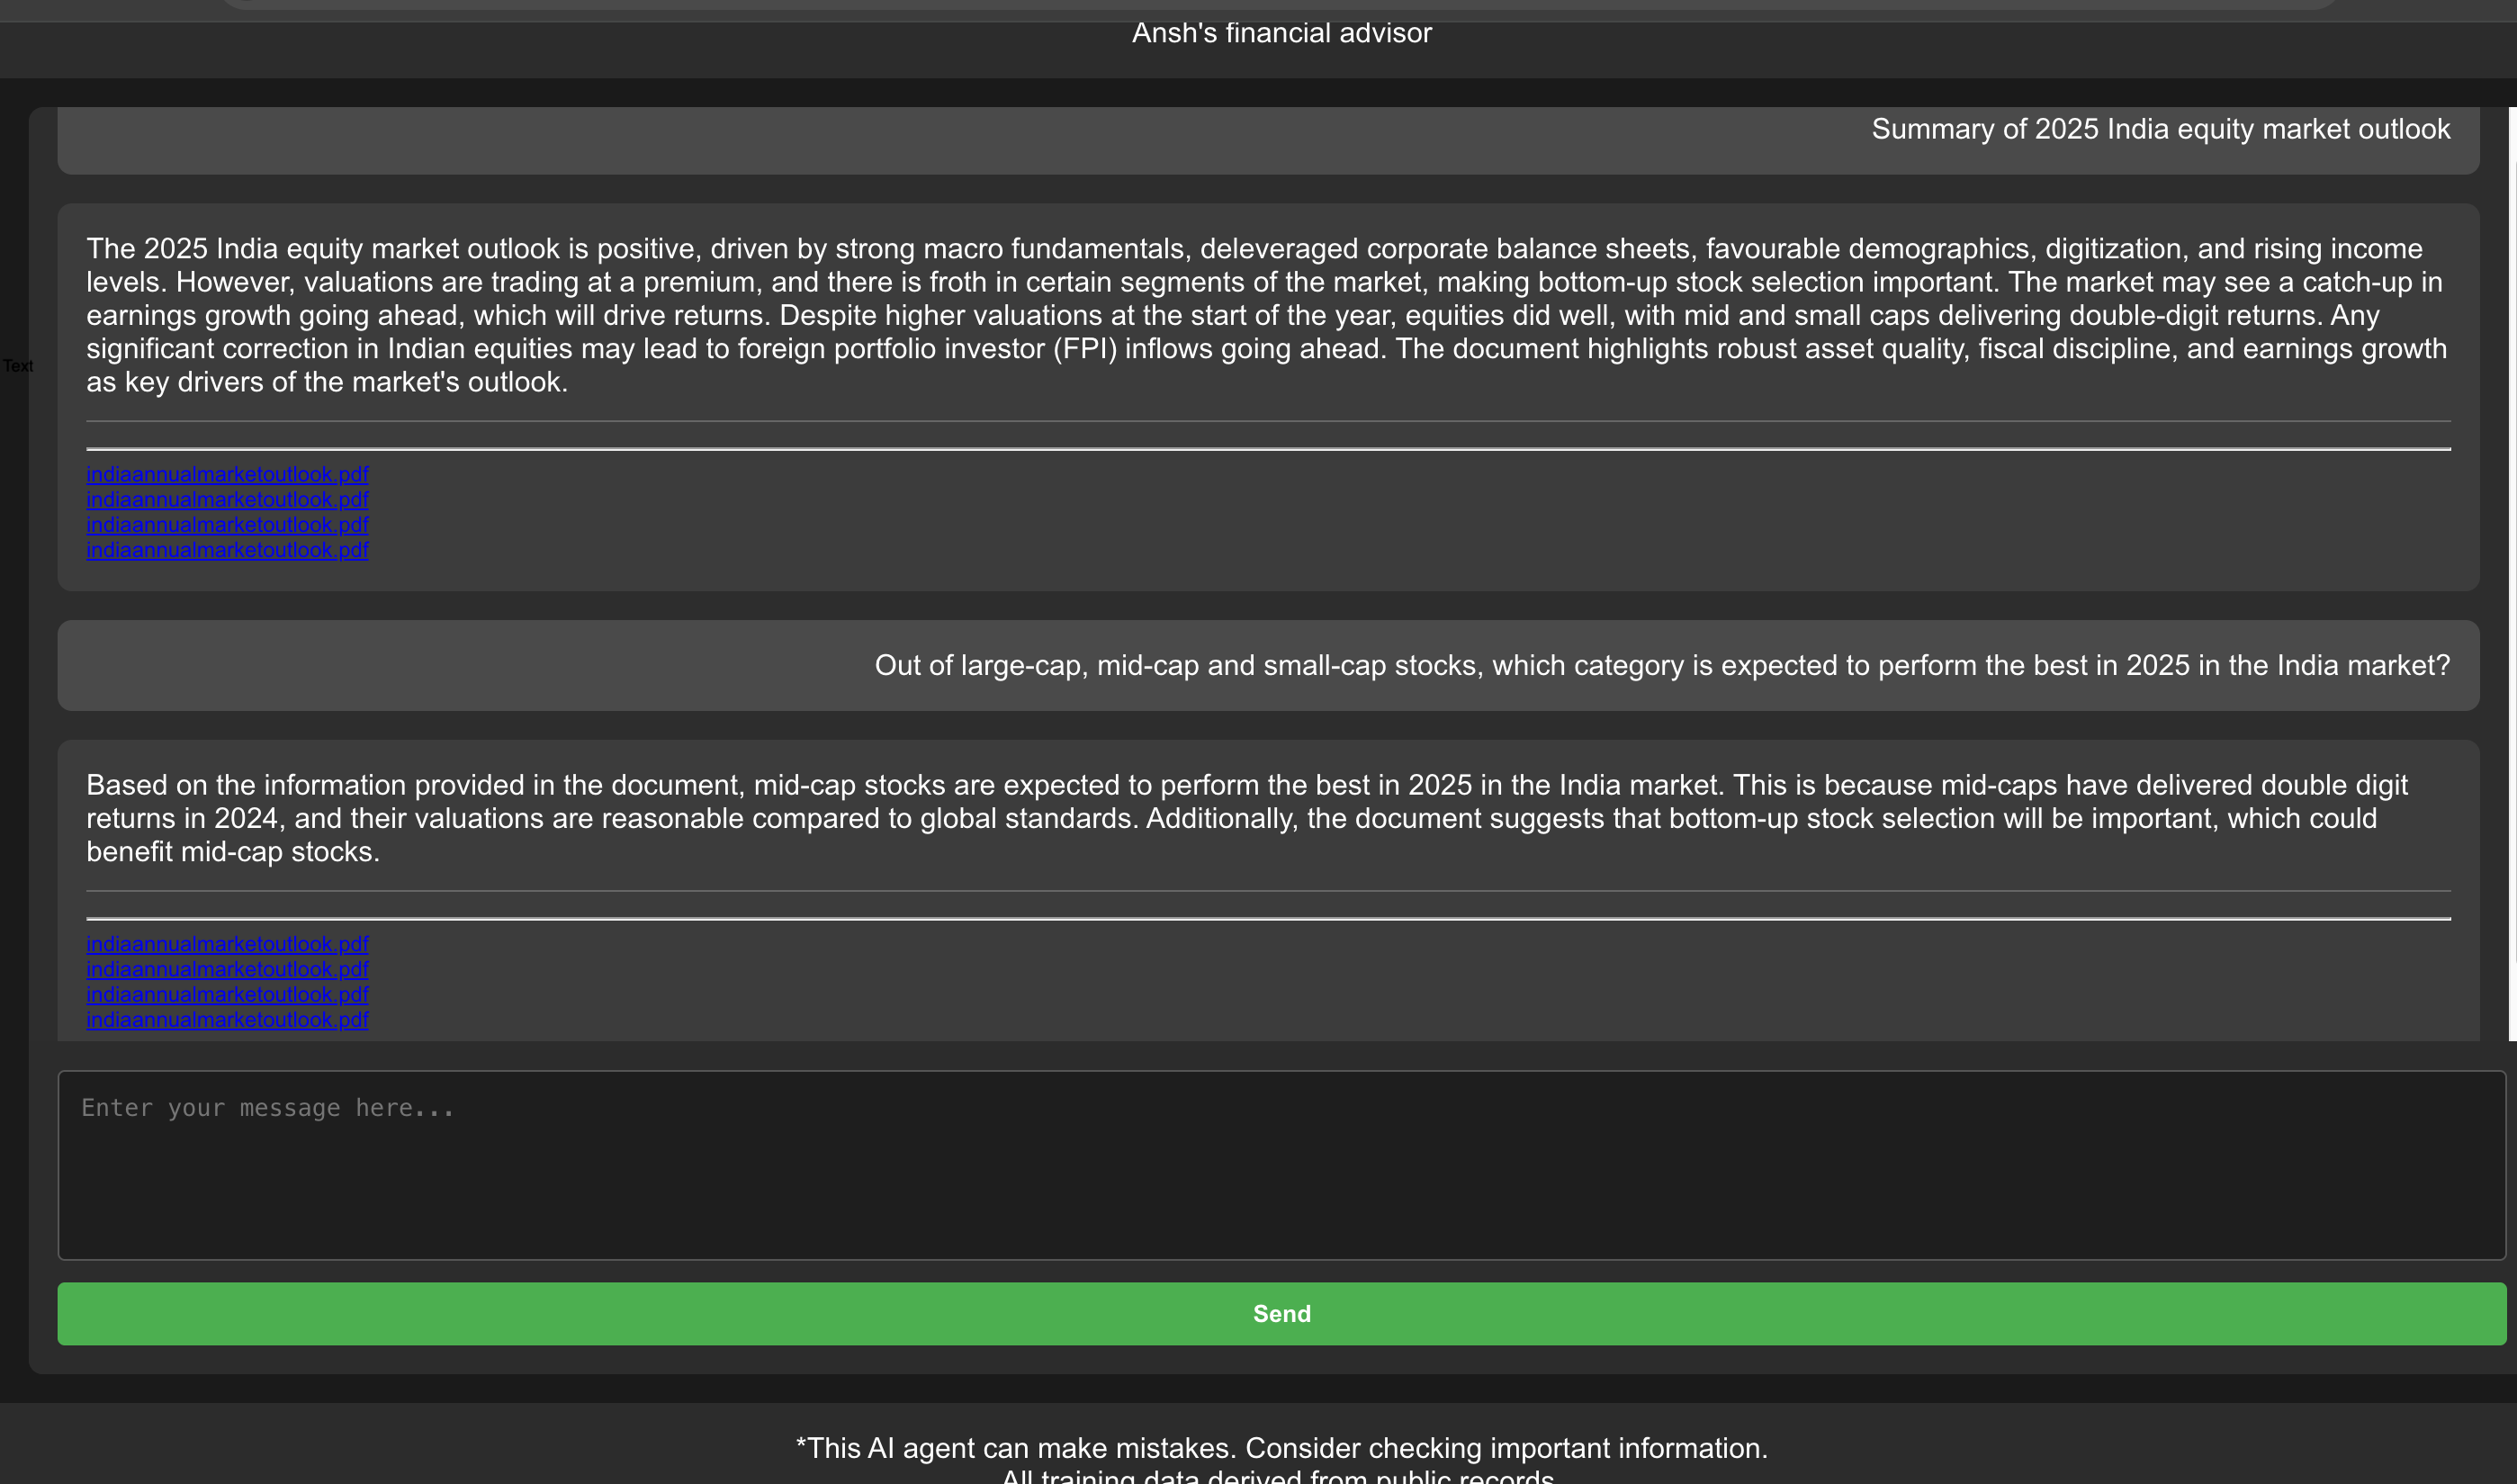 Ansh's financial advisor
Summary of 2025 India equity market outlook
The 2025 India equity market outlook is positive, driven by strong macro fundamentals, deleveraged corporate balance sheets, favourable demographics, digitization, and rising income
levels. However, valuations are trading at a premium, and there is froth in certain segments of the market, making bottom-up stock selection important. The market may see a catch-up in
earnings growth going ahead, which will drive returns. Despite higher valuations at the start of the year, equities did well, with mid and small caps delivering double-digit returns. Any
significant correction in Indian equities may lead to foreign portfolio investor (FPI) inflows going ahead. The document highlights robust asset quality, fiscal discipline, and earnings growth
Text
as key drivers of the market's outlook.
indiaannualmarketoutlook.pdf
indiaannualmarketoutlook.pdf
indiaannualmarketoutlook.pdf
indiaannualmarketoutlook.pdf
Out of large-cap, mid-cap and small-cap stocks, which category is expected to perform the best in 2025 in the India market?
Based on the information provided in the document, mid-cap stocks are expected to perform the best in 2025 in the India market. This is because mid-caps have delivered double digit
returns in 2024, and their valuations are reasonable compared to global standards. Additionally, the document suggests that bottom-up stock selection will be important, which could
benefit mid-cap stocks.
indiaannualmarketoutlook.pdf
indiaannualmarketoutlook.pdf
indiaannualmarketoutlook.pdf
indiaannualmarketoutlook.pdf
Enter your message here...
Send
*This AI agent can make mistakes. Consider checking important information.
All training data derived from public records.